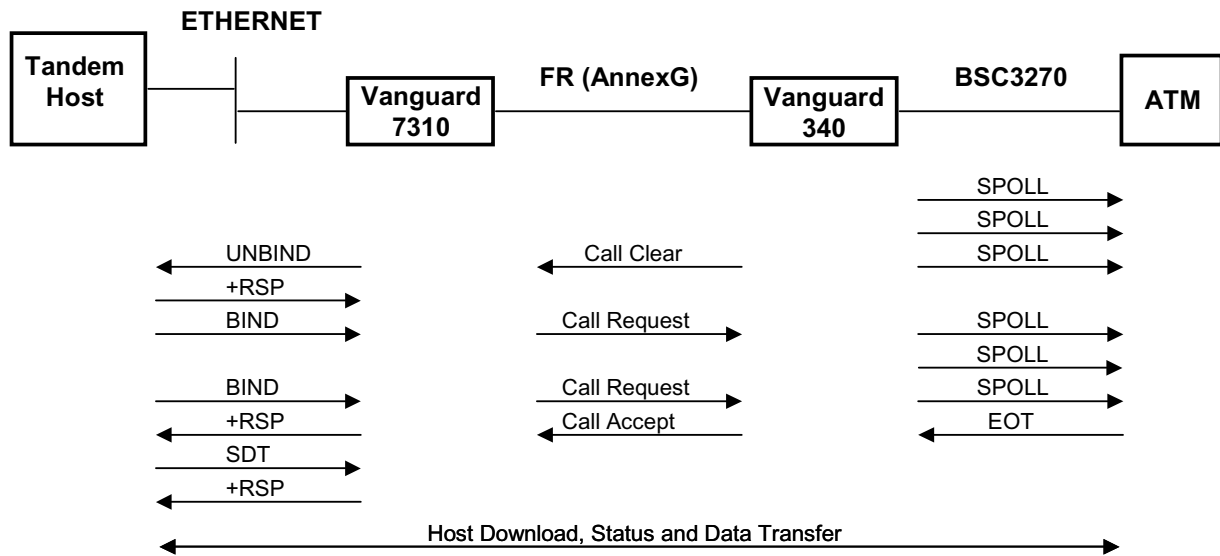 ETHERNET
Tandem
Host
Vanguard
7310
FR (AnnexG)
Vanguard
340
BSC3270
ATM
SPOLL
SPOLL
UNBIND
Call Clear
SPOLL
+RSP
BIND
Call Request
SPOLL
SPOLL
BIND
Call Request
SPOLL
+RSP
Call Accept
EOT
SDT
+RSP
Host Download, Status and Data Transfer